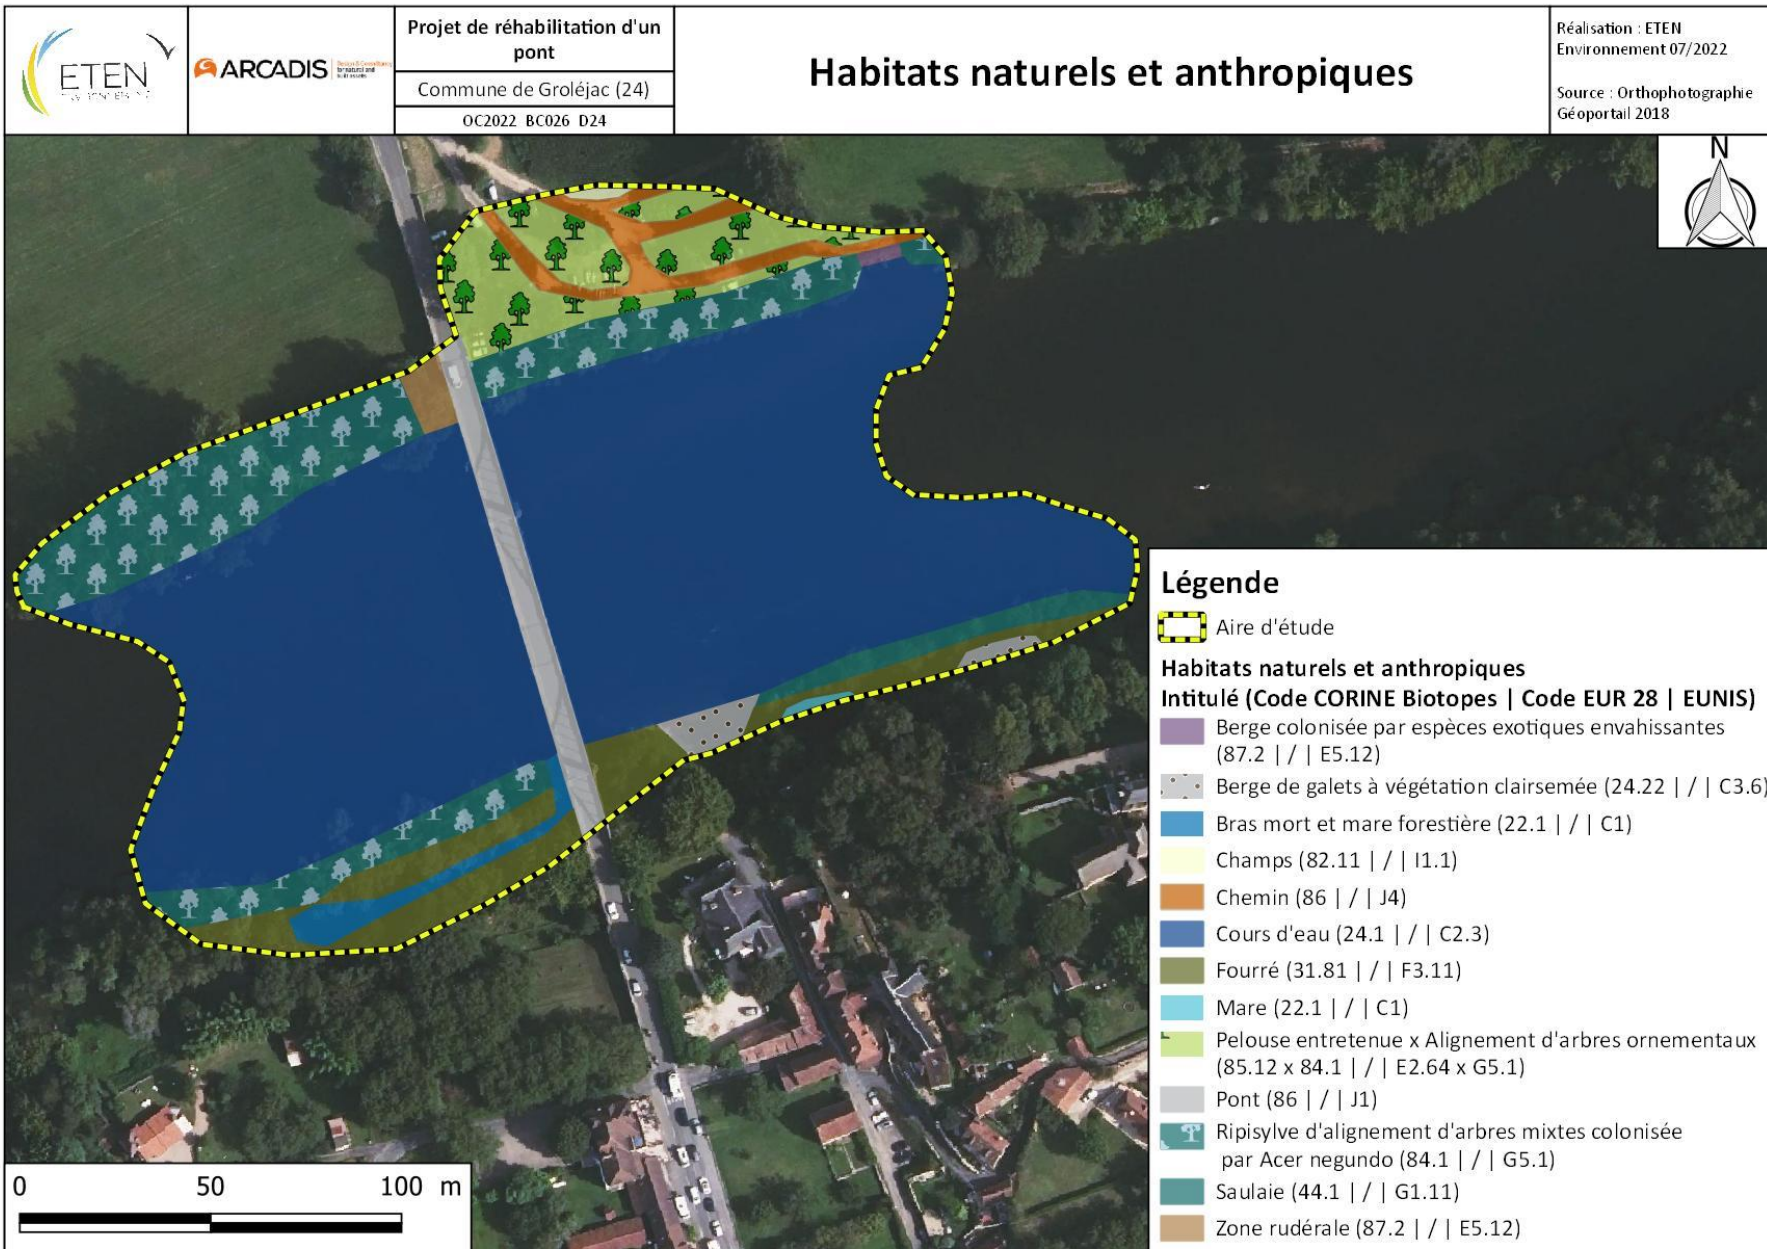 ETEN
ARCADIS
Projet de réhabilitation d'un
pont
Commune de Groléjac (24)
OC2022 BC026 D24
Habitats naturels et anthropiques
Réalisation : ETEN
Environnement 07/2022
Source : Orthophotographie
Géoportail 2018
N
Légende
Aire d'étude
Habitats naturels et anthropiques
Intitulé (Code CORINE Biotopes | Code EUR 28 | EUNIS)
Berge colonisée par espèces exotiques envahissantes
(87.2 | / | E5.12)
Berge de galets à végétation clairsemée (24.22 | / | C3.6)
Bras mort et mare forestière (22.1 | / | C1)
Champs (82.11 | / | I1.1)
Chemin (86 | / | J4)
Cours d'eau (24.1 | / | C2.3)
Fourré (31.81 | / | F3.11)
Mare (22.1 | / | C1)
Pelouse entretenue x Alignement d'arbres ornementaux
(85.12 x 84.1 | / | E2.64 x G5.1)
Pont (86 | / | J1)
Ripisylve d'alignement d'arbres mixtes colonisée
par Acer negundo (84.1 | / | G5.1)
Saulaie (44.1 | / | G1.11)
Zone rudérale (87.2 | / | E5.12)
0 50 100 m